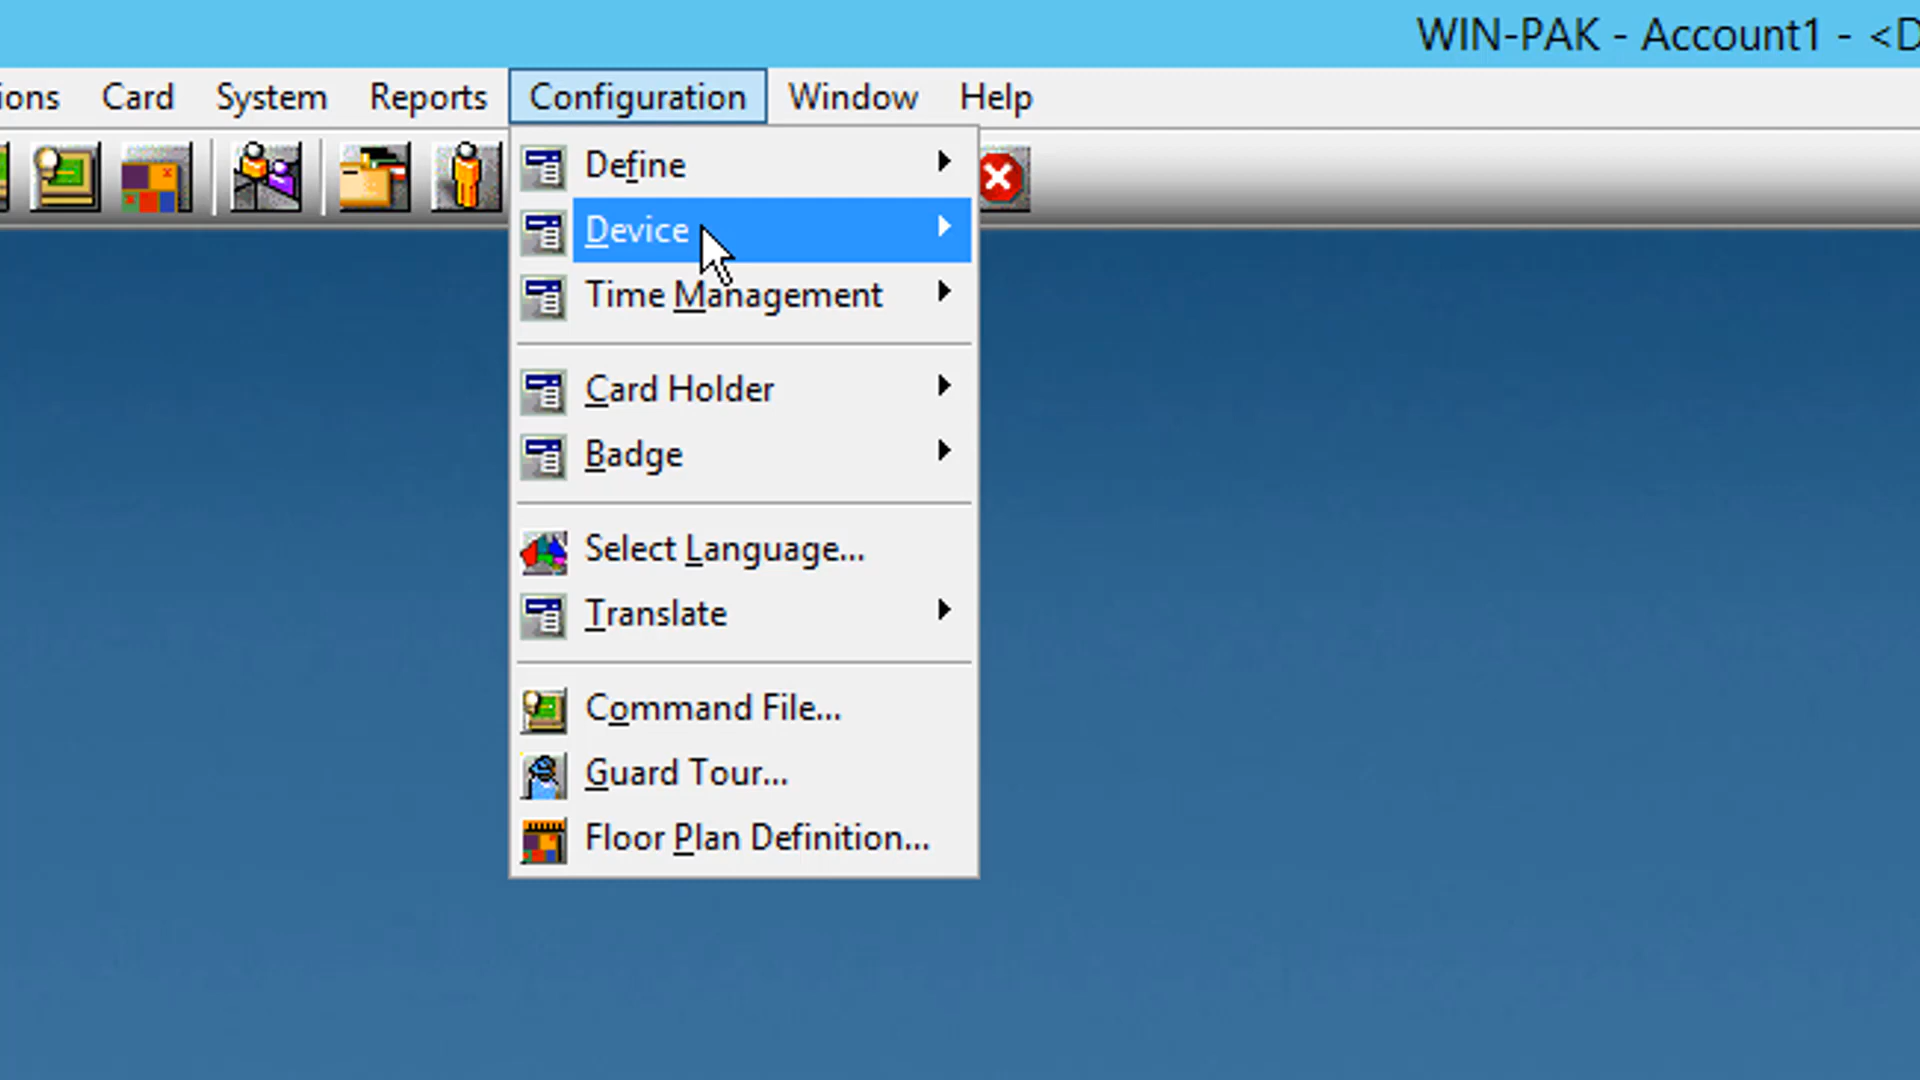 WIN-PAK - Account1 - <D
ions Card System Reports Configuration Window Help
Define
Device
Time Management
Card Holder
Badge
Select Language...
Translate
Command File...
Guard Tour...
Floor Plan Definition...